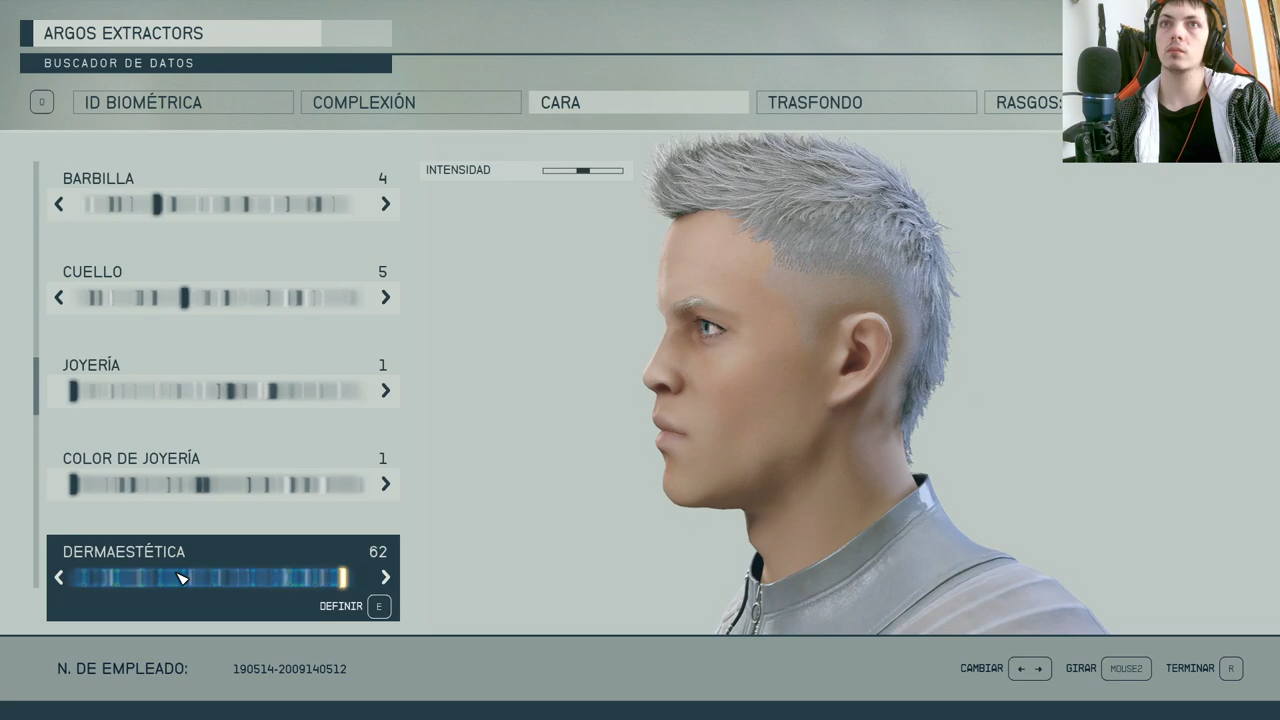 ARGOS EXTRACTORS
BUSCADOR DE DATOS
ID BIOMÉTRICA
COMPLEXIÓN
CARA
TRASFONDO
RASGOS:
BARBILLA 4
INTENSIDAD
CUELLO 5
JOYERÍA 1
COLOR DE JOYERÍA 1
DERMAESTÉTICA 62
DEFINIR E
N. DE EMPLEADO: 190514-2009140512
CAMBIAR ← → GIRAR MOUSE2 TERMINAR R